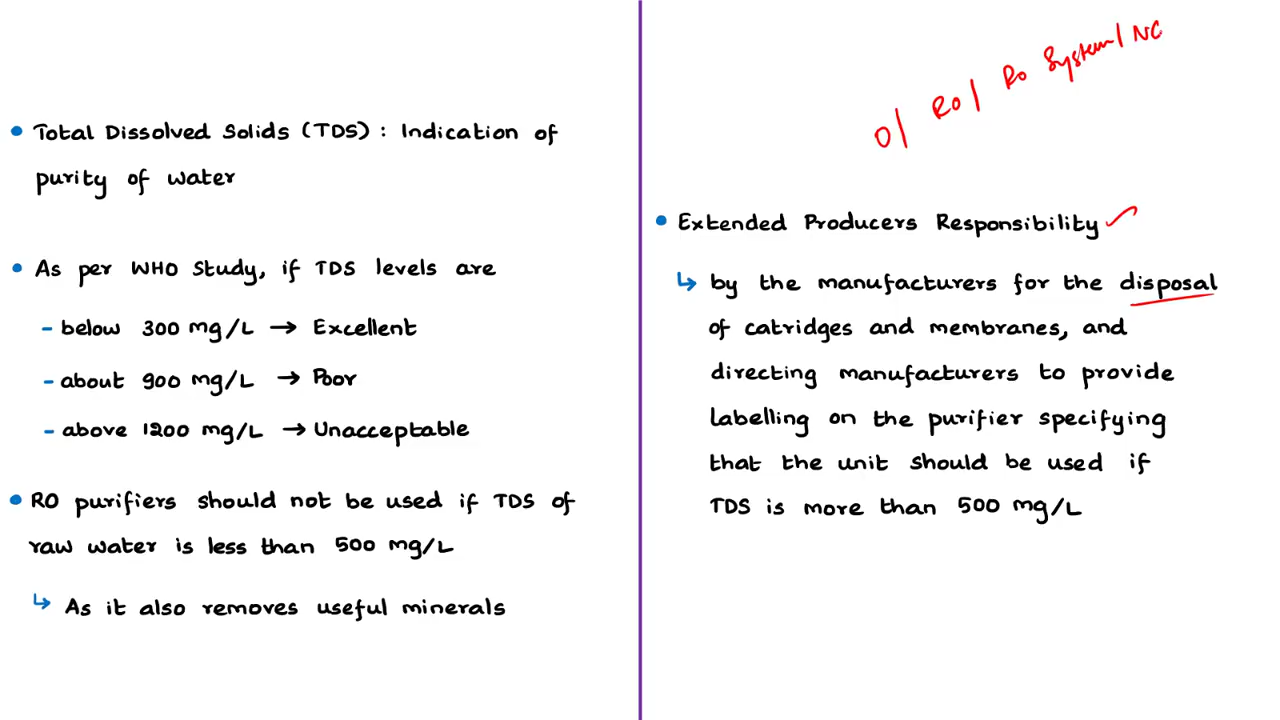 • Total Dissolved Solids (TDS) : Indication of
purity of water
• As per WHO Study, if TDS levels are
- below 300 mg/L → Excellent
- about 900 mg/L → Poor
- above 1200 mg/L → Unacceptable
• RO purifiers should not be used if TDS of
raw water is less than 500 mg/L
↳ As it also removes useful minerals
O/ RO/ RO System/ NC
• Extended Producers Responsibility ✓
↳ by the manufacturers for the disposal
of catridges and membranes, and
directing manufacturers to provide
Labelling on the purifier specifying
that the unit should be used if
TDS is more than 500 mg/L